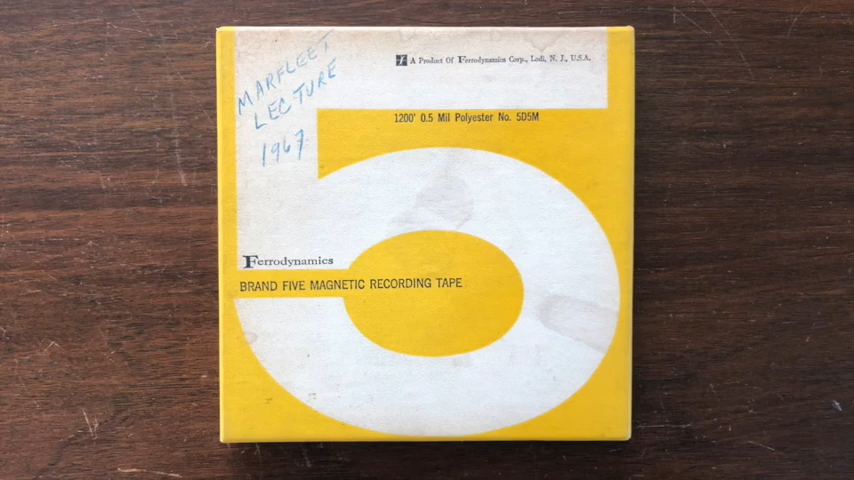 MARFLEET
LECTURE
1967
f A Product Of Ferrodynamics Corp., Lodi, N. J., U.S.A.
1200' 0.5 Mil Polyester No. 5D5M
5
Ferrodynamics
BRAND FIVE MAGNETIC RECORDING TAPE